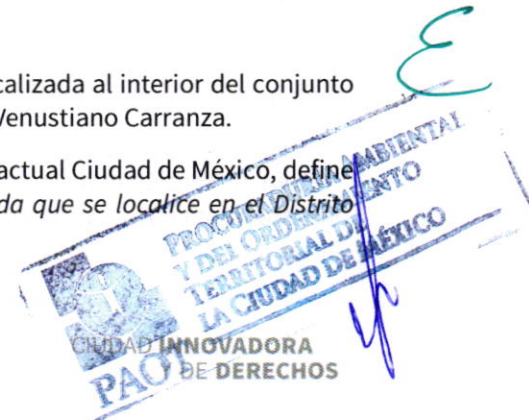 calizada al interior del conjunto
Venustiano Carranza.
actual Ciudad de México, define
da que se localice en el Distrito
PROCURADURÍA AMBIENTAL
Y DEL ORDENAMIENTO
TERRITORIAL DE
LA CIUDAD DE MÉXICO
PAOT
CIUDAD INNOVADORA
Y DE DERECHOS